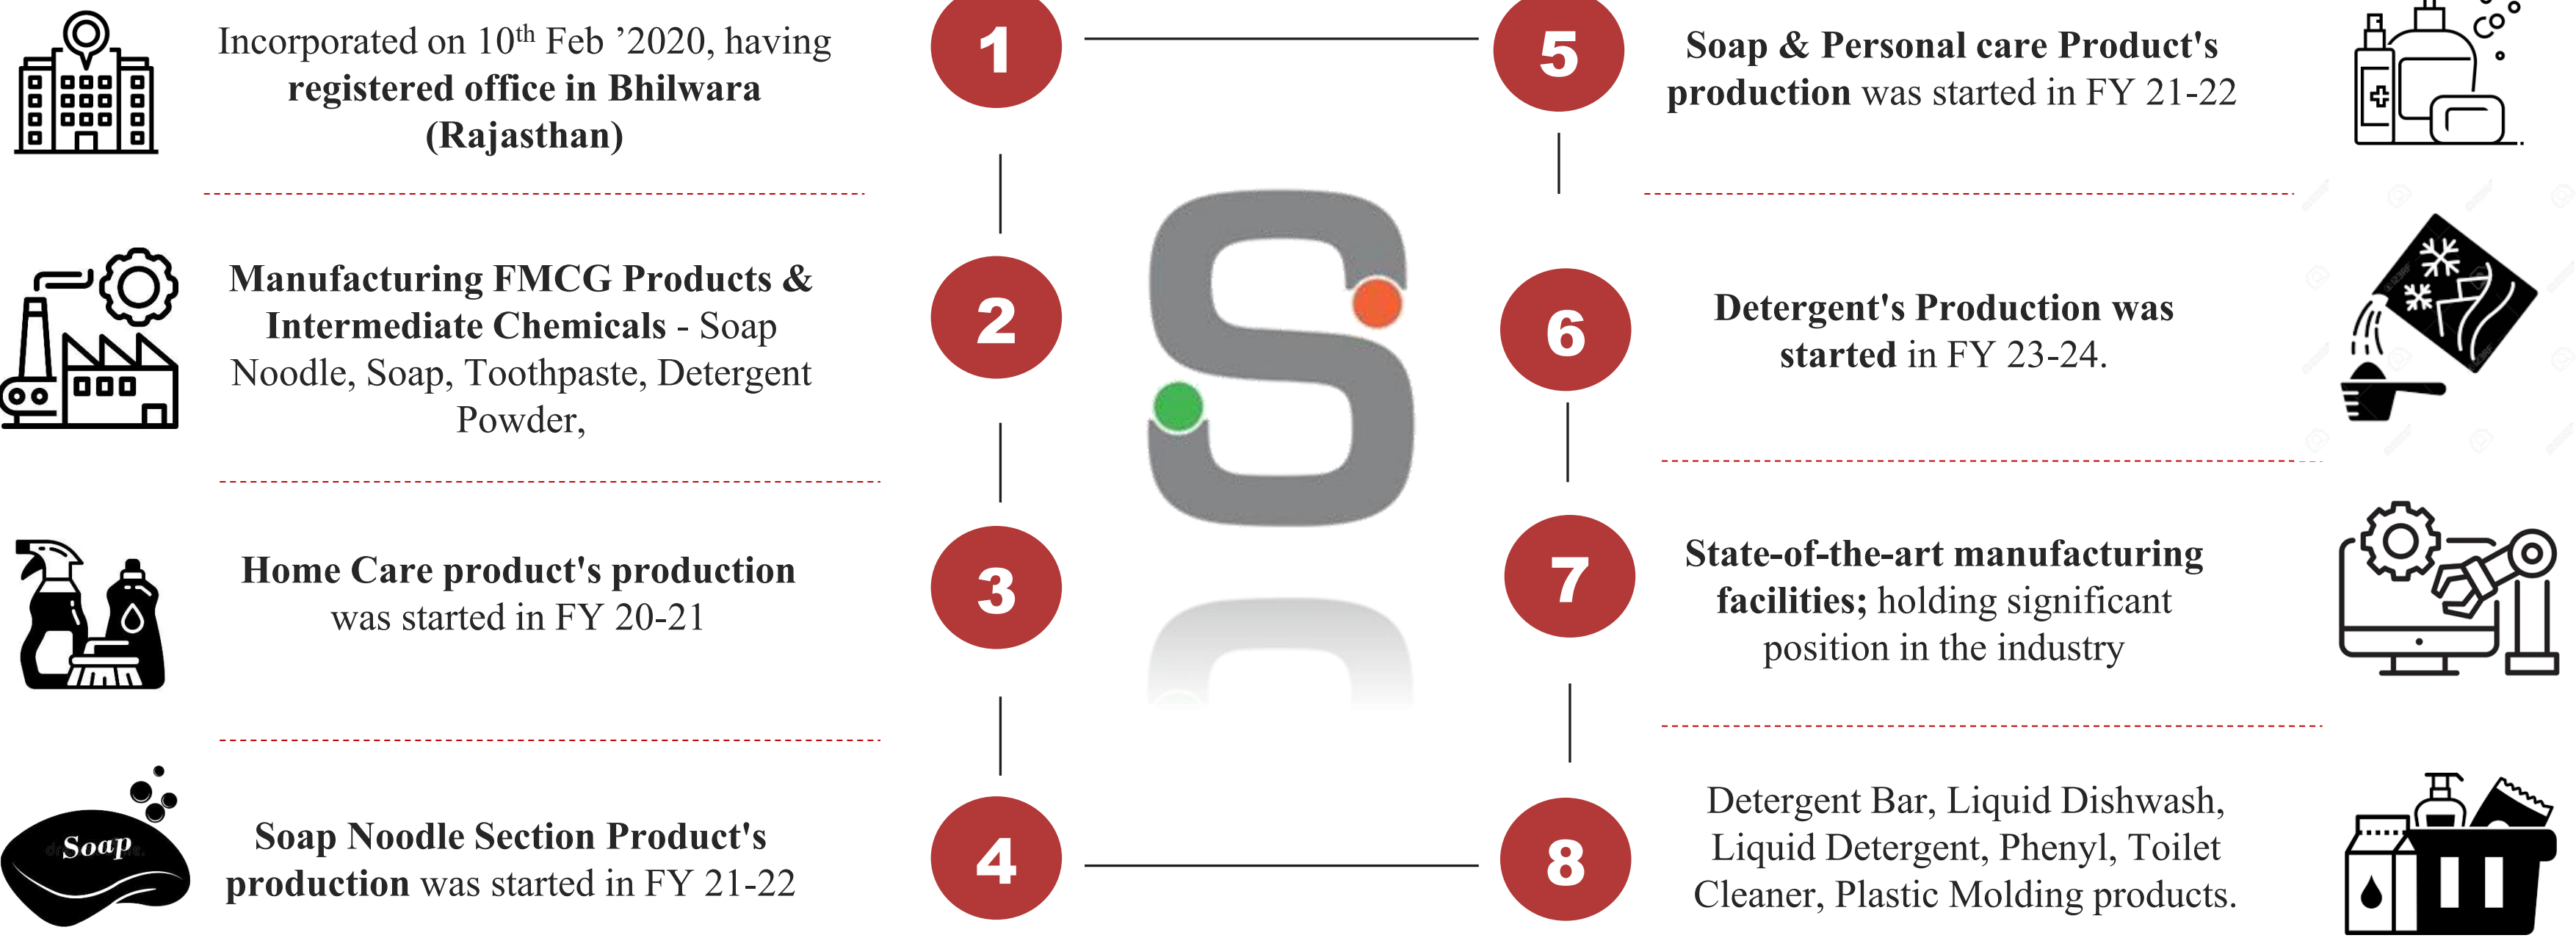 Incorporated on 10th Feb ’2020, having
registered office in Bhilwara
(Rajasthan)
1
Manufacturing FMCG Products &
Intermediate Chemicals - Soap
Noodle, Soap, Toothpaste, Detergent
Powder,
2
Home Care product's production
was started in FY 20-21
3
Soap
Soap Noodle Section Product's
production was started in FY 21-22
4
S
5
Soap & Personal care Product's
production was started in FY 21-22
6
Detergent's Production was
started in FY 23-24.
7
State-of-the-art manufacturing
facilities; holding significant
position in the industry
8
Detergent Bar, Liquid Dishwash,
Liquid Detergent, Phenyl, Toilet
Cleaner, Plastic Molding products.